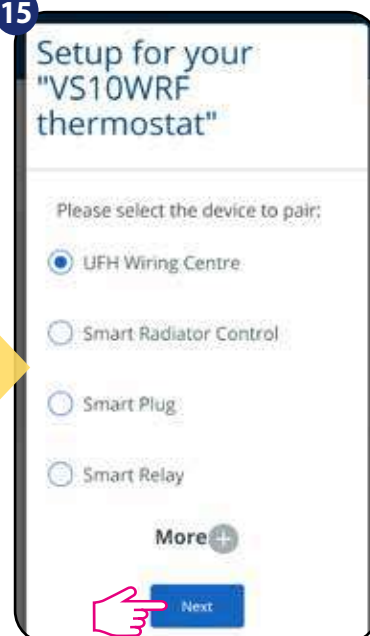 15
Setup for your
"VS10WRF
thermostat"
Please select the device to pair:
UFH Wiring Centre
Smart Radiator Control
Smart Plug
Smart Relay
More
Next